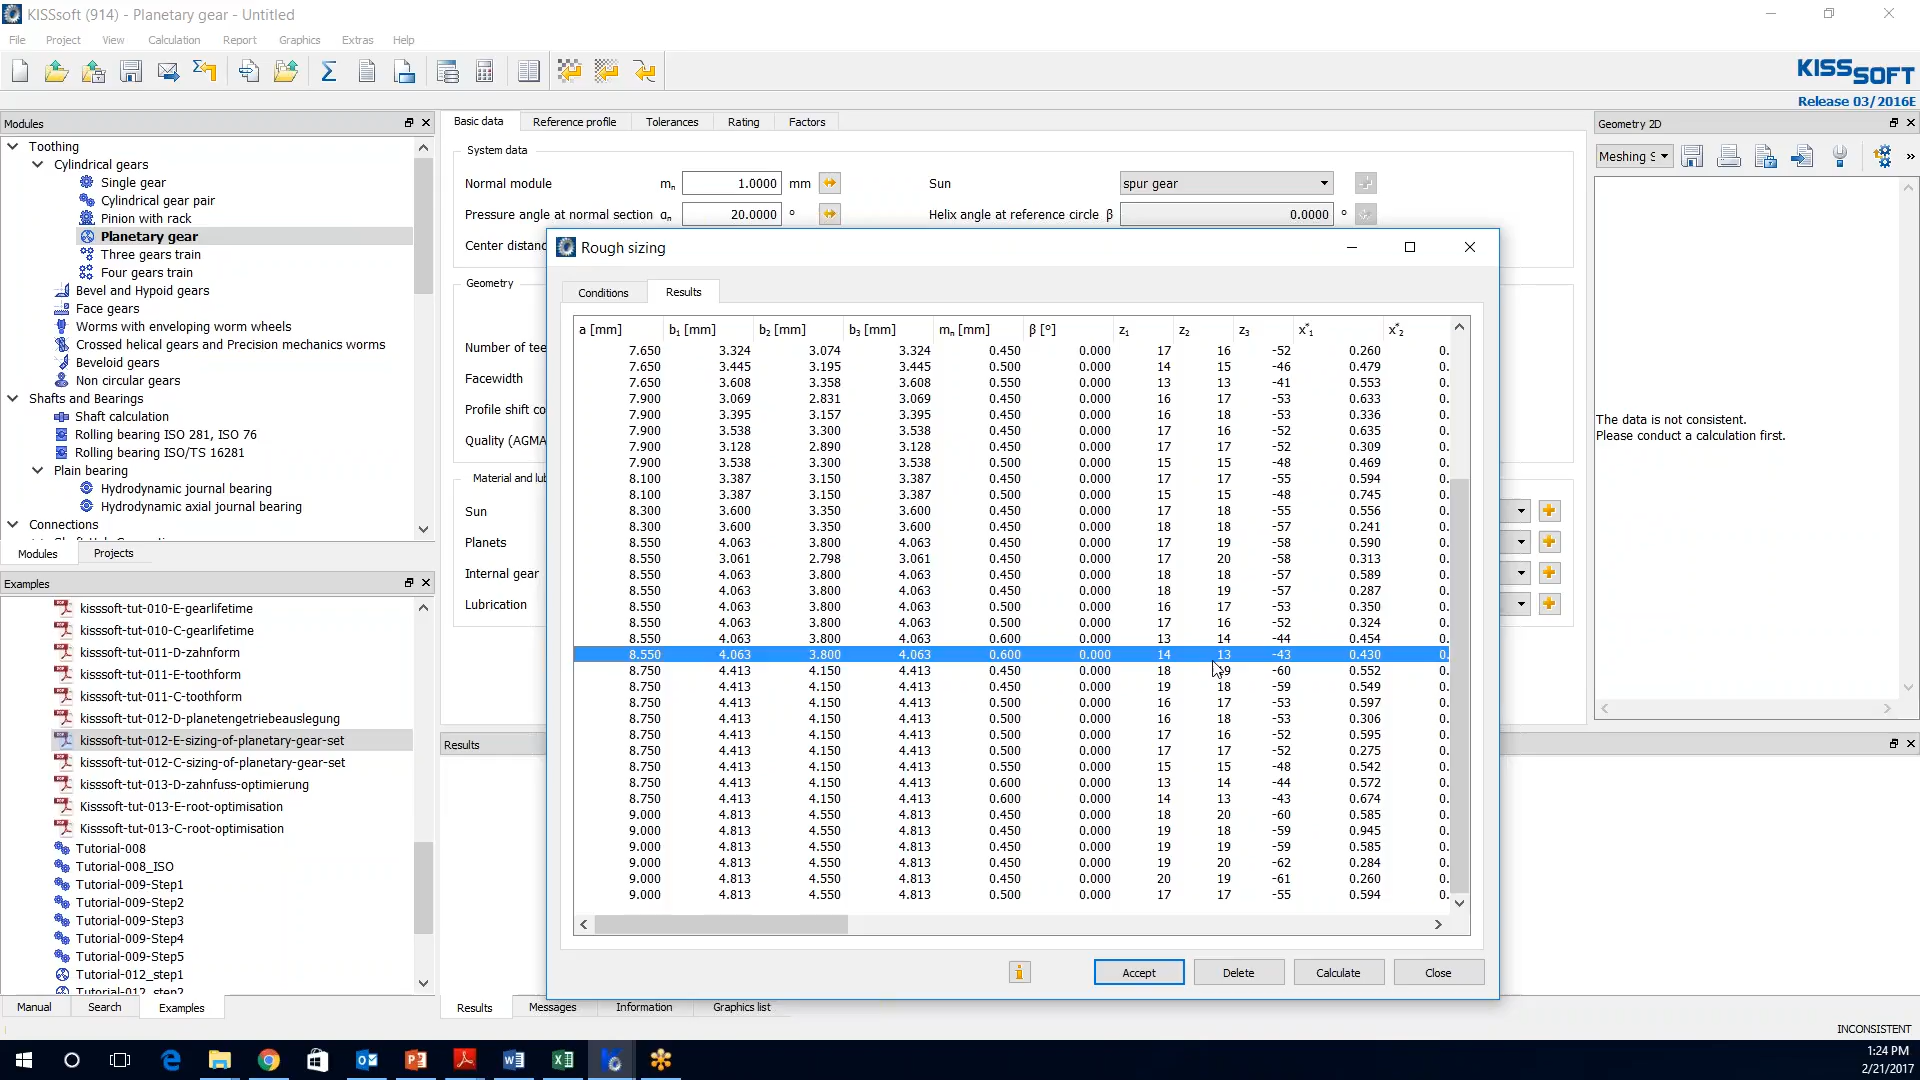 KISSsoft (914) - Planetary gear - Untitled
File Project View Calculation Report Graphics Extras Help
KISSSOFT
Release 03/2016E
Modules
Toothing
Cylindrical gears
Single gear
Cylindrical gear pair
Pinion with rack
Planetary gear
Three gears train
Four gears train
Bevel and Hypoid gears
Face gears
Worms with enveloping worm wheels
Crossed helical gears and Precision mechanics worms
Beveloid gears
Non circular gears
Shafts and Bearings
Shaft calculation
Rolling bearing ISO 281, ISO 76
Rolling bearing ISO/TS 16281
Plain bearing
Hydrodynamic journal bearing
Hydrodynamic axial journal bearing
Connections
Modules Projects
Examples
kisssoft-tut-010-E-gearlifetime
kisssoft-tut-010-C-gearlifetime
kisssoft-tut-011-D-zahnform
kisssoft-tut-011-E-toothform
kisssoft-tut-011-C-toothform
kisssoft-tut-012-D-planetengetriebeauslegung
kisssoft-tut-012-E-sizing-of-planetary-gear-set
kisssoft-tut-012-C-sizing-of-planetary-gear-set
kisssoft-tut-013-D-zahnfuss-optimierung
Kisssoft-tut-013-E-root-optimisation
Kisssoft-tut-013-C-root-optimisation
Tutorial-008
Tutorial-008_ISO
Tutorial-009-Step1
Tutorial-009-Step2
Tutorial-009-Step3
Tutorial-009-Step4
Tutorial-009-Step5
Tutorial-012_step1
Tutorial-012_step2
Manual Search Examples
Basic data Reference profile Tolerances Rating Factors
System data
Normal module mₙ 1.0000 mm Sun spur gear
Pressure angle at normal section αₙ 20.0000 ° Helix angle at reference circle β 0.0000 °
Center distanc
Geometry
Number of tee
Facewidth
Profile shift co
Quality (AGMA
Material and lub
Sun
Planets
Internal gear
Lubrication
Results
Results Messages Information Graphics list
Rough sizing
Conditions Results
a [mm] b₁ [mm] b₂ [mm] b₃ [mm] mₙ [mm] β [°] z₁ z₂ z₃ x*₁ x*₂
7.650 3.324 3.074 3.324 0.450 0.000 17 16 -52 0.260 0.
7.650 3.445 3.195 3.445 0.500 0.000 14 15 -46 0.479 0.
7.650 3.608 3.358 3.608 0.550 0.000 13 13 -41 0.553 0.
7.900 3.069 2.831 3.069 0.450 0.000 16 17 -53 0.633 0.
7.900 3.395 3.157 3.395 0.450 0.000 16 18 -53 0.336 0.
7.900 3.538 3.300 3.538 0.450 0.000 17 16 -52 0.635 0.
7.900 3.128 2.890 3.128 0.450 0.000 17 17 -52 0.309 0.
7.900 3.538 3.300 3.538 0.500 0.000 15 15 -48 0.469 0.
8.100 3.387 3.150 3.387 0.450 0.000 17 17 -55 0.594 0.
8.100 3.387 3.150 3.387 0.500 0.000 15 15 -48 0.745 0.
8.300 3.600 3.350 3.600 0.450 0.000 17 18 -55 0.556 0.
8.300 3.600 3.350 3.600 0.450 0.000 18 18 -57 0.241 0.
8.550 4.063 3.800 4.063 0.450 0.000 17 19 -58 0.590 0.
8.550 3.061 2.798 3.061 0.450 0.000 17 20 -58 0.313 0.
8.550 4.063 3.800 4.063 0.450 0.000 18 18 -57 0.589 0.
8.550 4.063 3.800 4.063 0.450 0.000 18 19 -57 0.287 0.
8.550 4.063 3.800 4.063 0.500 0.000 16 17 -53 0.350 0.
8.550 4.063 3.800 4.063 0.500 0.000 17 16 -52 0.324 0.
8.550 4.063 3.800 4.063 0.600 0.000 13 14 -44 0.454 0.
8.550 4.063 3.800 4.063 0.600 0.000 14 13 -43 0.430 0.
8.750 4.413 4.150 4.413 0.450 0.000 18 19 -60 0.552 0.
8.750 4.413 4.150 4.413 0.450 0.000 19 18 -59 0.549 0.
8.750 4.413 4.150 4.413 0.500 0.000 16 17 -53 0.597 0.
8.750 4.413 4.150 4.413 0.500 0.000 16 18 -53 0.306 0.
8.750 4.413 4.150 4.413 0.500 0.000 17 16 -52 0.595 0.
8.750 4.413 4.150 4.413 0.500 0.000 17 17 -52 0.275 0.
8.750 4.413 4.150 4.413 0.550 0.000 15 15 -48 0.542 0.
8.750 4.413 4.150 4.413 0.600 0.000 13 14 -44 0.572 0.
8.750 4.413 4.150 4.413 0.600 0.000 14 13 -43 0.674 0.
9.000 4.813 4.550 4.813 0.450 0.000 18 20 -60 0.585 0.
9.000 4.813 4.550 4.813 0.450 0.000 19 18 -59 0.945 0.
9.000 4.813 4.550 4.813 0.450 0.000 19 19 -59 0.585 0.
9.000 4.813 4.550 4.813 0.450 0.000 19 20 -62 0.284 0.
9.000 4.813 4.550 4.813 0.450 0.000 20 19 -61 0.260 0.
9.000 4.813 4.550 4.813 0.500 0.000 17 17 -55 0.594 0.
Accept Delete Calculate Close
Geometry 2D
Meshing S
The data is not consistent.
Please conduct a calculation first.
INCONSISTENT
1:24 PM
2/21/2017